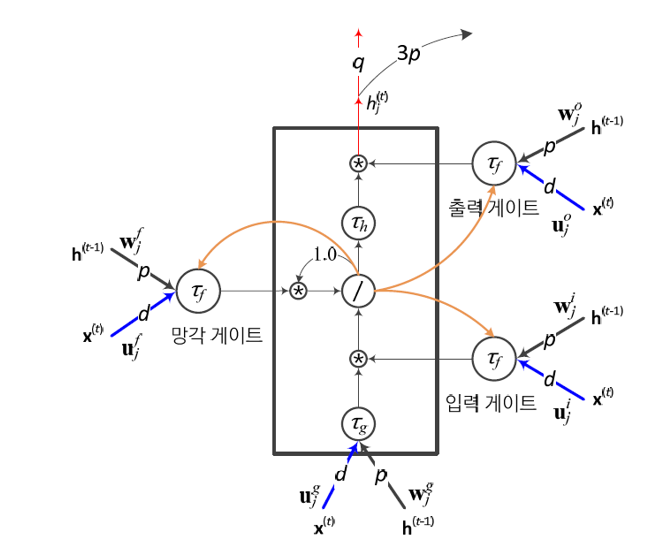 q
3p
h_j^(t)
w_j^o
h^(t-1)
p
τ_f
d
x^(t)
출력 게이트
u_j^o
*
τ_h
1.0
w_j^f
h^(t-1)
p
τ_f
d
x^(t)
u_j^f
망각 게이트
*
/
w_j^i
h^(t-1)
p
τ_f
d
x^(t)
입력 게이트
u_j^i
*
τ_g
d
p
u_j^g
w_j^g
x^(t)
h^(t-1)